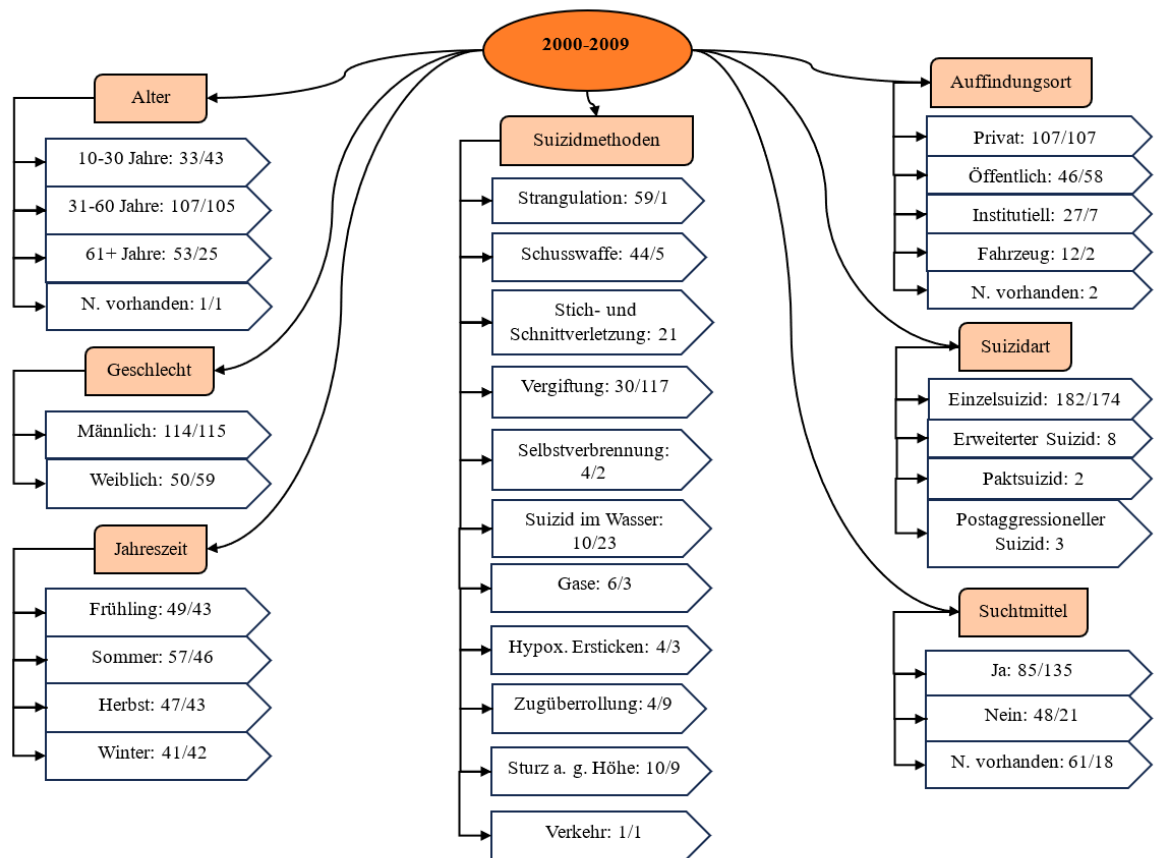 2000-2009
Alter
10-30 Jahre: 33/43
31-60 Jahre: 107/105
61+ Jahre: 53/25
N. vorhanden: 1/1
Geschlecht
Männlich: 114/115
Weiblich: 50/59
Jahreszeit
Frühling: 49/43
Sommer: 57/46
Herbst: 47/43
Winter: 41/42
Suizidmethoden
Strangulation: 59/1
Schusswaffe: 44/5
Stich- und
Schnittverletzung: 21
Vergiftung: 30/117
Selbstverbrennung:
4/2
Suizid im Wasser:
10/23
Gase: 6/3
Hypox. Ersticken: 4/3
Zugüberrollung: 4/9
Sturz a. g. Höhe: 10/9
Verkehr: 1/1
Auffindungsort
Privat: 107/107
Öffentlich: 46/58
Institutiell: 27/7
Fahrzeug: 12/2
N. vorhanden: 2
Suizidart
Einzelsuizid: 182/174
Erweiterter Suizid: 8
Paktsuizid: 2
Postaggressioneller
Suizid: 3
Suchtmittel
Ja: 85/135
Nein: 48/21
N. vorhanden: 61/18